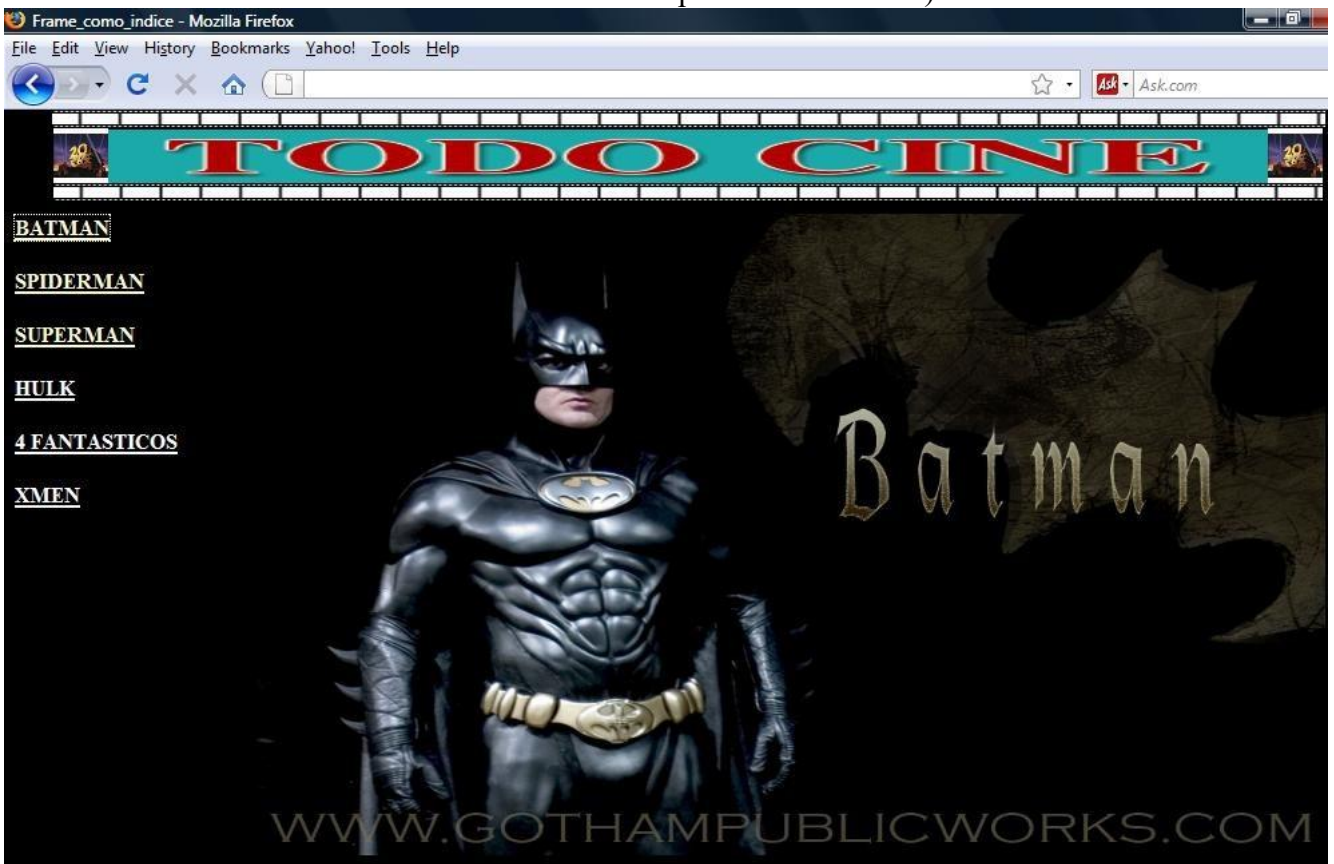 Frame_como_indice - Mozilla Firefox
File Edit View History Bookmarks Yahoo! Tools Help
Ask Ask.com
TODO CINE
BATMAN
SPIDERMAN
SUPERMAN
HULK
4 FANTASTICOS
XMEN
Batman
WWW.GOTHAMPUBLICWORKS.COM